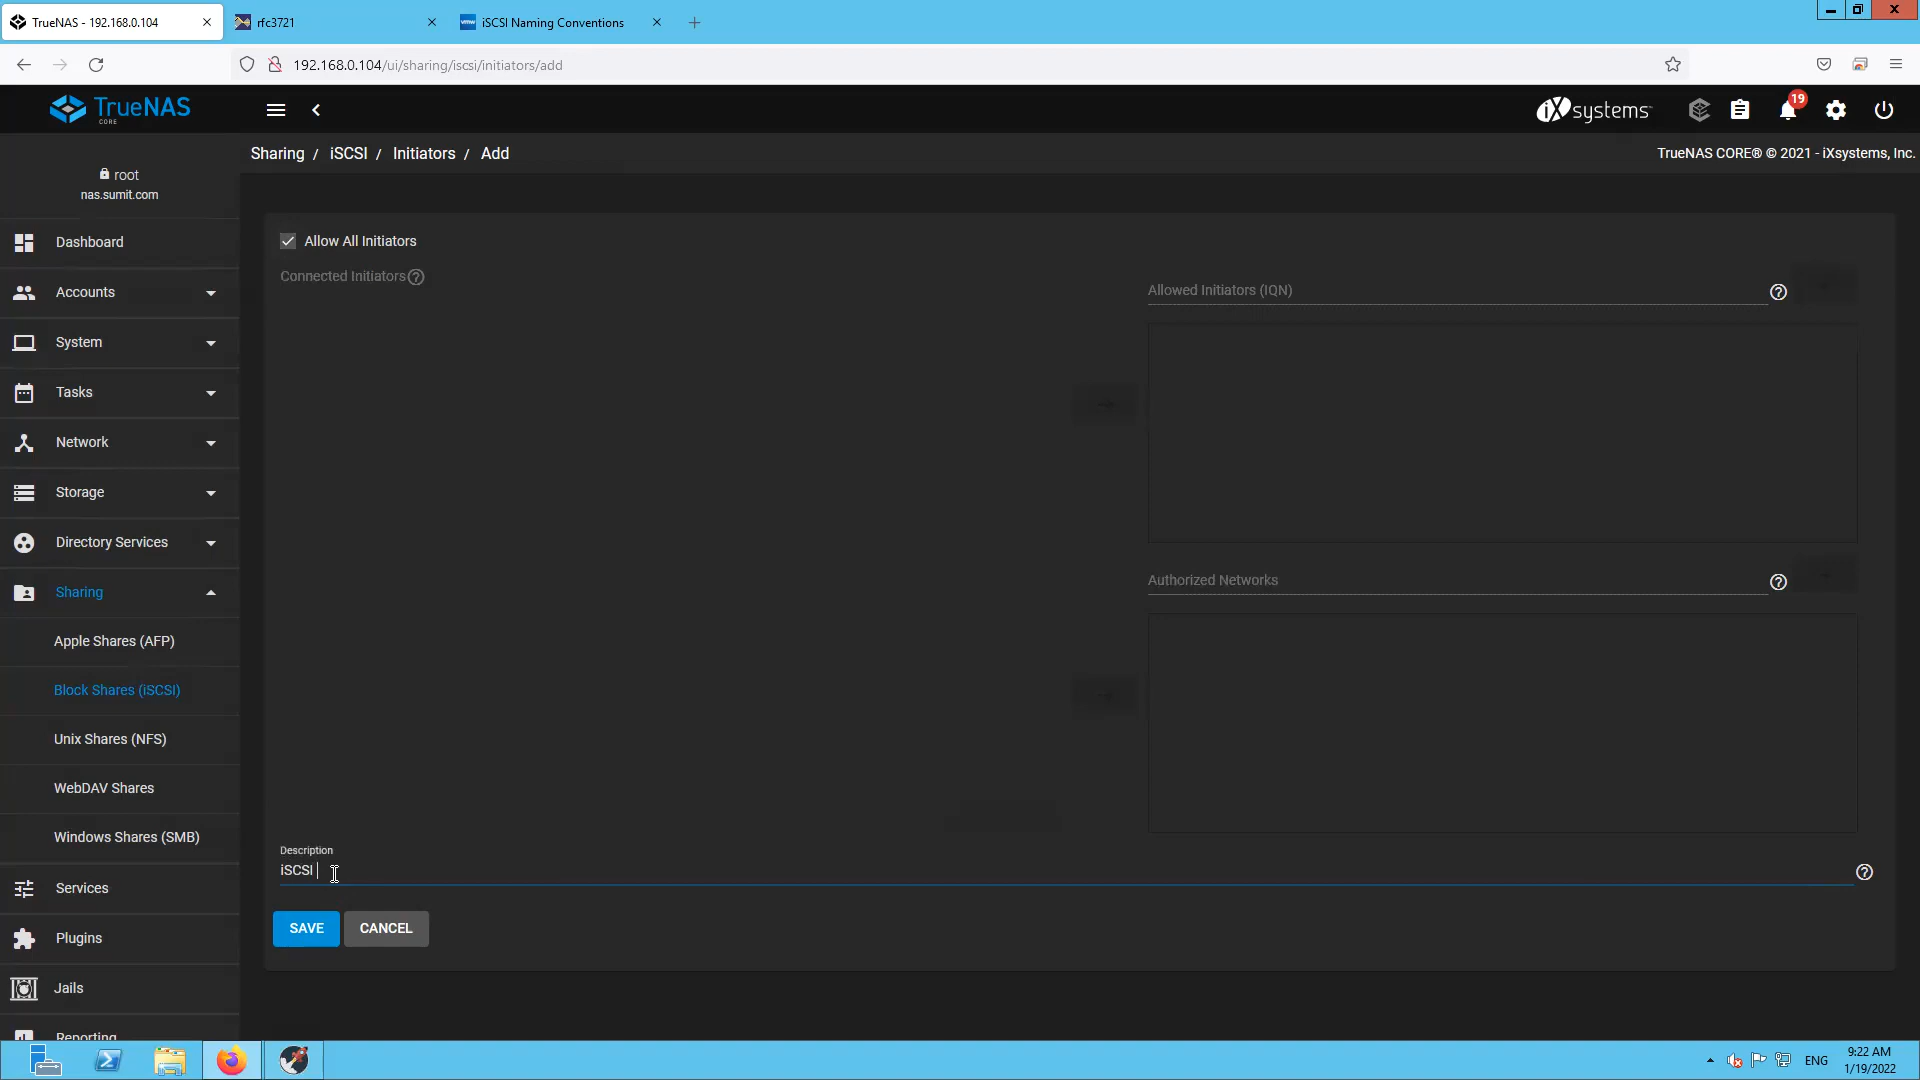 TrueNAS - 192.168.0.104
rfc3721
vmw
iSCSI Naming Conventions
192.168.0.104/ui/sharing/iscsi/initiators/add
TrueNAS
CORE
iXsystems
19
Sharing / iSCSI / Initiators / Add
TrueNAS CORE® © 2021 - iXsystems, Inc.
root
nas.sumit.com
Dashboard
Accounts
System
Tasks
Network
Storage
Directory Services
Sharing
Apple Shares (AFP)
Block Shares (iSCSI)
Unix Shares (NFS)
WebDAV Shares
Windows Shares (SMB)
Services
Plugins
Jails
Reporting
Allow All Initiators
Connected Initiators
Allowed Initiators (IQN)
Authorized Networks
Description
iSCSI
SAVE
CANCEL
ENG
9:22 AM
1/19/2022